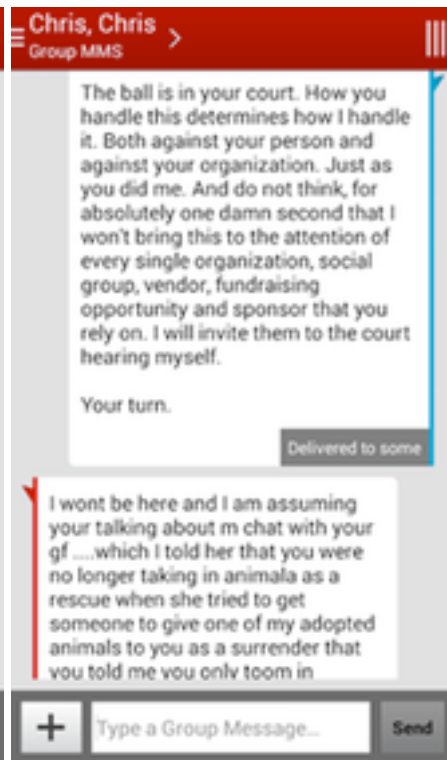 Chris, Chris
Group MMS
The ball is in your court. How you
handle this determines how I handle
it. Both against your person and
against your organization. Just as
you did me. And do not think, for
absolutely one damn second that I
won't bring this to the attention of
every single organization, social
group, vendor, fundraising
opportunity and sponsor that you
rely on. I will invite them to the court
hearing myself.
Your turn.
Delivered to some
I wont be here and I am assuming
your talking about m chat with your
gf .....which I told her that you were
no longer taking in animala as a
rescue when she tried to get
someone to give one of my adopted
animals to you as a surrender that
you told me you only toom in
Type a Group Message...
Send